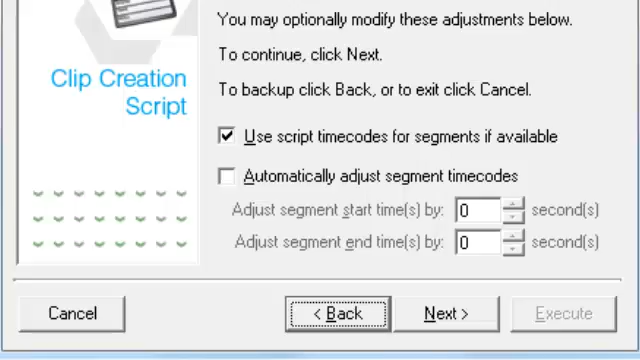 You may optionally modify these adjustments below.
To continue, click Next.
To backup click Back, or to exit click Cancel.
Clip Creation
Script
Use script timecodes for segments if available
Automatically adjust segment timecodes
Adjust segment start time(s) by: 0 second(s)
Adjust segment end time(s) by: 0 second(s)
Cancel < Back Next > Execute